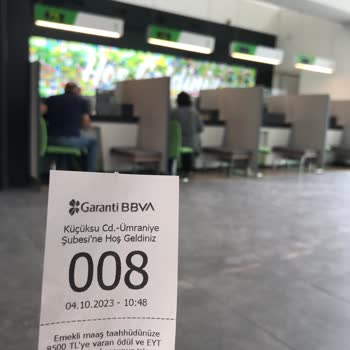 Garanti BBVA
Küçüksu Cd.-Ümraniye
Şubesi'ne Hoş Geldiniz
008
04.10.2023 - 10:48
Emekli maaş taahhüdünüze
8500 TL'ye varan ödül ve EYT